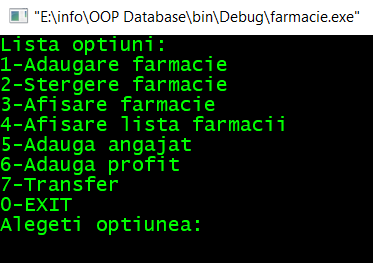 "E:\info\OOP Database\bin\Debug\farmacie.exe"
Lista optiuni:
1-Adaugare farmacie
2-Stergere farmacie
3-Afisare farmacie
4-Afisare lista farmacii
5-Adauga angajat
6-Adauga profit
7-Transfer
0-EXIT
Alegeti optiunea: